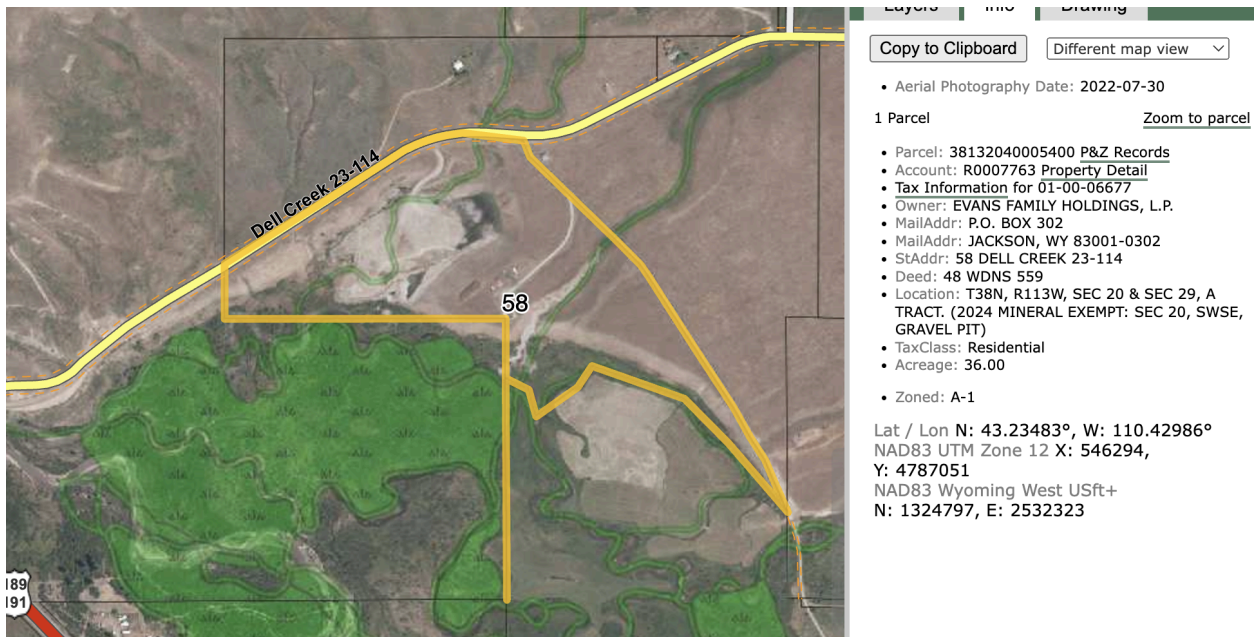 Layers Info Drawing
Copy to Clipboard Different map view
Aerial Photography Date: 2022-07-30
1 Parcel Zoom to parcel
Parcel: 38132040005400 P&Z Records
Account: R0007763 Property Detail
Tax Information for 01-00-06677
Owner: EVANS FAMILY HOLDINGS, L.P.
MailAddr: P.O. BOX 302
MailAddr: JACKSON, WY 83001-0302
StAddr: 58 DELL CREEK 23-114
Deed: 48 WDNS 559
Location: T38N, R113W, SEC 20 & SEC 29, A
TRACT. (2024 MINERAL EXEMPT: SEC 20, SWSE,
GRAVEL PIT)
TaxClass: Residential
Acreage: 36.00
Zoned: A-1
Lat / Lon N: 43.23483°, W: 110.42986°
NAD83 UTM Zone 12 X: 546294,
Y: 4787051
NAD83 Wyoming West USft+
N: 1324797, E: 2532323
Dell Creek 23-114
58
189
191